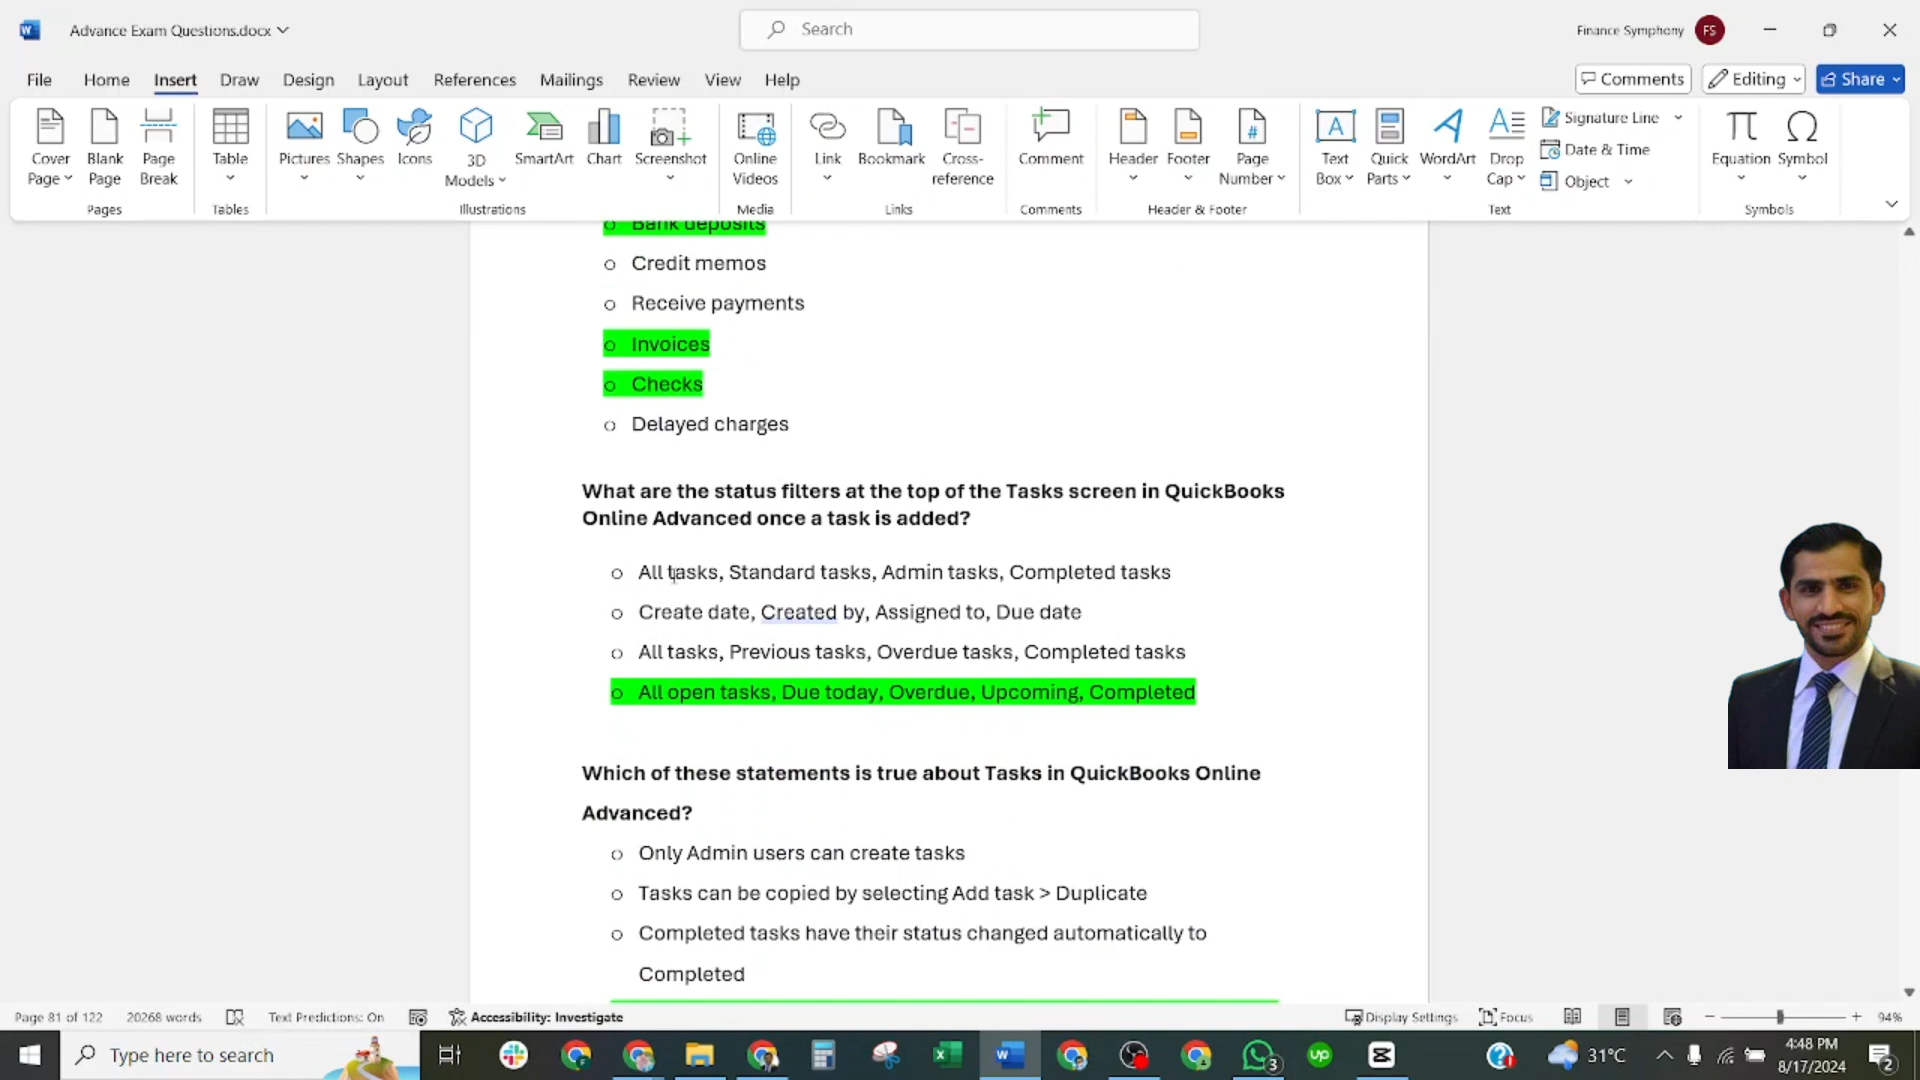 Advance Exam Questions.docx
Search
Finance Symphony
FS
File
Home
Insert
Draw
Design
Layout
References
Mailings
Review
View
Help
Comments
Editing
Share
Cover Page
Blank Page
Page Break
Table
Pictures
Shapes
Icons
3D Models
SmartArt
Chart
Screenshot
Online Videos
Link
Bookmark
Cross-reference
Comment
Header
Footer
Page Number
Text Box
Quick Parts
WordArt
Drop Cap
Signature Line
Date & Time
Object
Equation
Symbol
Pages
Tables
Illustrations
Media
Links
Comments
Header & Footer
Text
Symbols
Bank deposits
Credit memos
Receive payments
Invoices
Checks
Delayed charges
What are the status filters at the top of the Tasks screen in QuickBooks
Online Advanced once a task is added?
All tasks, Standard tasks, Admin tasks, Completed tasks
Create date, Created by, Assigned to, Due date
All tasks, Previous tasks, Overdue tasks, Completed tasks
All open tasks, Due today, Overdue, Upcoming, Completed
Which of these statements is true about Tasks in QuickBooks Online
Advanced?
Only Admin users can create tasks
Tasks can be copied by selecting Add task > Duplicate
Completed tasks have their status changed automatically to
Completed
Page 81 of 122
20268 words
Text Predictions: On
Accessibility: Investigate
Display Settings
Focus
94%
Type here to search
3
up
31°C
4:48 PM
8/17/2024
2